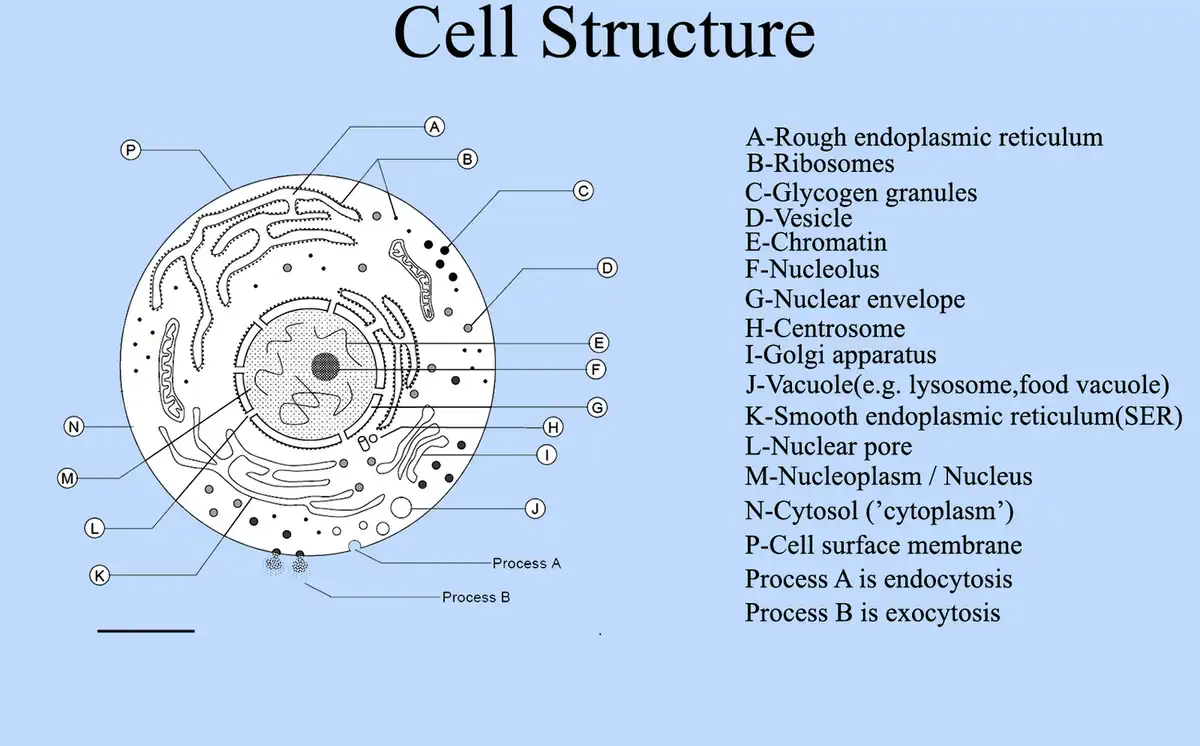 Cell Structure
A
P
B
C
D
E
F
G
H
N
I
M
J
L
Process A
K
Process B
A-Rough endoplasmic reticulum
B-Ribosomes
C-Glycogen granules
D-Vesicle
E-Chromatin
F-Nucleolus
G-Nuclear envelope
H-Centrosome
I-Golgi apparatus
J-Vacuole(e.g. lysosome,food vacuole)
K-Smooth endoplasmic reticulum(SER)
L-Nuclear pore
M-Nucleoplasm / Nucleus
N-Cytosol (’cytoplasm’)
P-Cell surface membrane
Process A is endocytosis
Process B is exocytosis